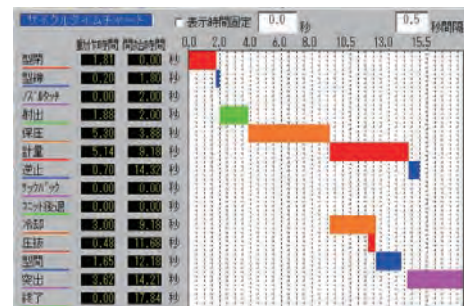 サイクルタイムチャート 表示時間固定 0.0 秒 0.5 秒間隔
動作時間 開始時間 0.0 2.0 4.0 6.0 8.0 10.5 13.0 15.5
型閉 1.81 0.00 秒
型締 0.20 1.80 秒
ノズルタッチ 0.00 2.00 秒
射出 1.88 2.00 秒
保圧 5.30 3.88 秒
計量 5.14 9.18 秒
逆止 0.70 14.32 秒
サックバック 0.00 0.00 秒
ユニット後退 0.00 0.00 秒
冷却 3.00 9.18 秒
圧抜 0.48 11.68 秒
型開 1.65 12.18 秒
突出 3.62 14.21 秒
終了 0.00 17.84 秒